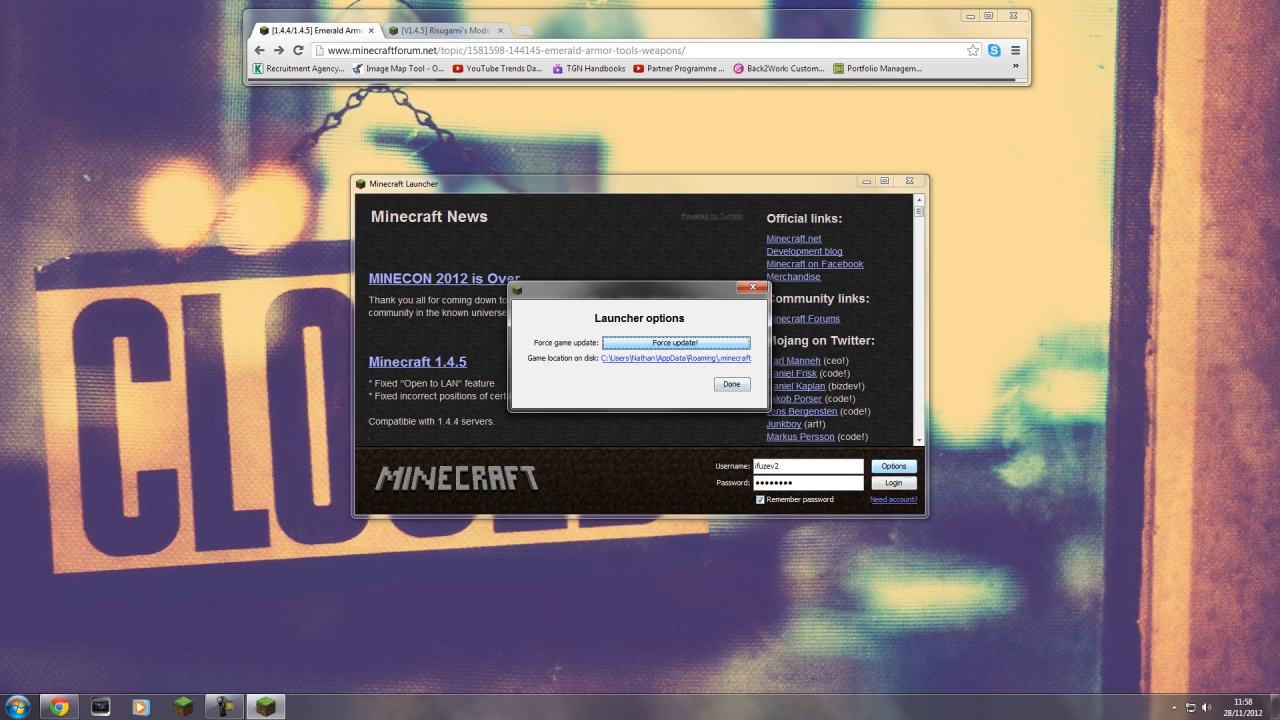 [1.4.4/1.4.5] Emerald Armo
[V1.4.5] Risugami's Mods
www.minecraftforum.net/topic/1581598-144145-emerald-armor-tools-weapons/
Recruitment Agency...
Image Map Tool - O...
YouTube Trends Da...
TGN Handbooks
Partner Programme ...
Back2Work: Custom...
Portfolio Managem...
»
Minecraft Launcher
Minecraft News
Powered by Tumblr
MINECON 2012 is Over
Thank you all for coming down to
community in the known universe
Minecraft 1.4.5
* Fixed "Open to LAN" feature
* Fixed incorrect positions of cert
Compatible with 1.4.4 servers.
Official links:
Minecraft.net
Development blog
Minecraft on Facebook
Merchandise
ommunity links:
inecraft Forums
Mojang on Twitter:
arl Manneh (ceo!)
aniel Frisk (code!)
aniel Kaplan (bizdev!)
akob Porser (code!)
ens Bergensten (code!)
Junkboy (art!)
Markus Persson (code!)
Launcher options
Force game update:
Force update!
Game location on disk:
C:\Users\Nathan\AppData\Roaming\.minecraft
Done
MINECRAFT
Username:
ifuzev2
Options
Password:
••••••••
Login
Remember password
Need account?
CLOSED
11:58
28/11/2012